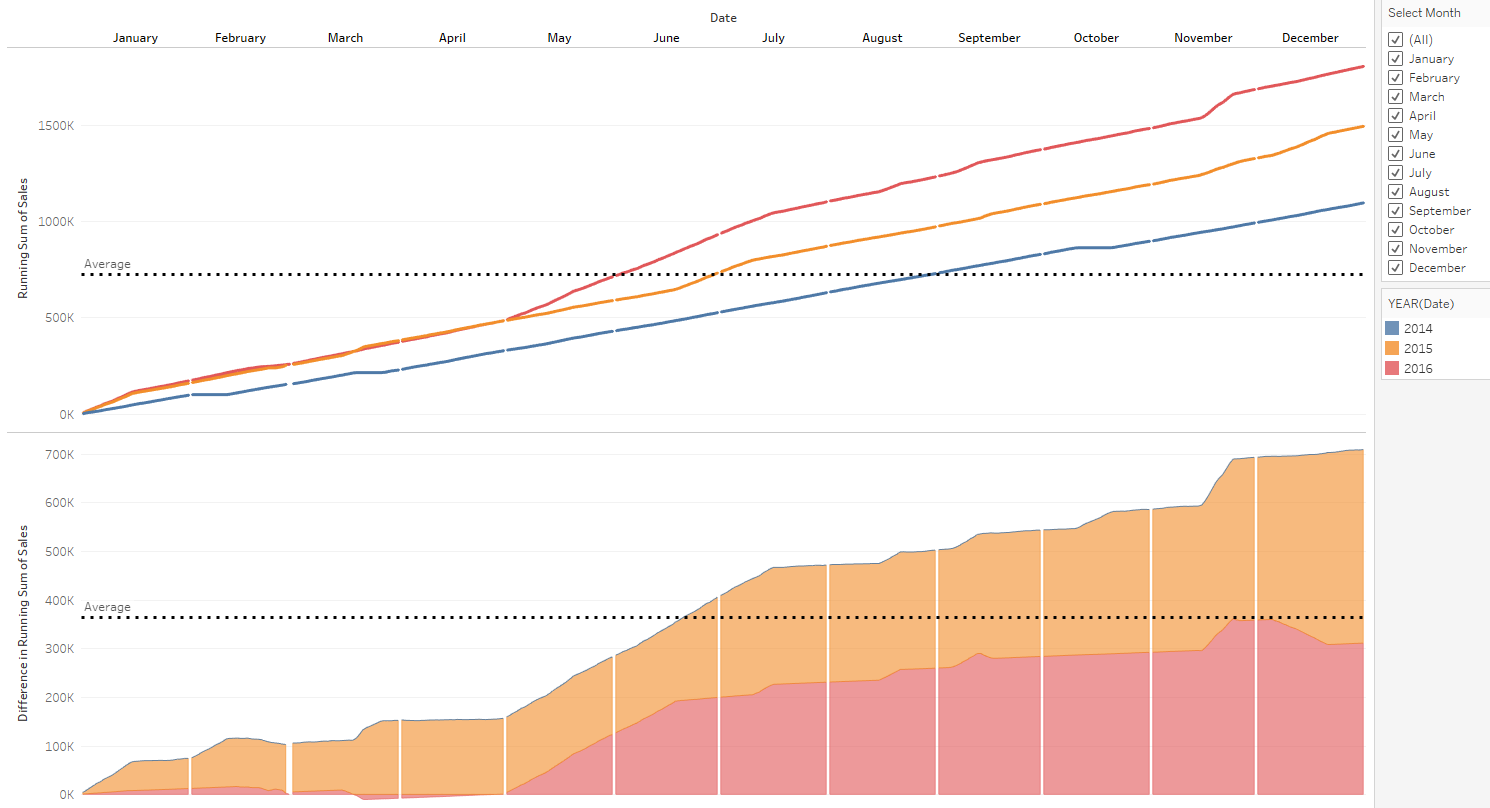 Date
January February March April May June July August September October November December
Running Sum of Sales
1500K
1000K
Average
500K
0K
Difference in Running Sum of Sales
700K
600K
500K
400K
Average
300K
200K
100K
0K
Select Month
(All)
January
February
March
April
May
June
July
August
September
October
November
December
YEAR(Date)
2014
2015
2016